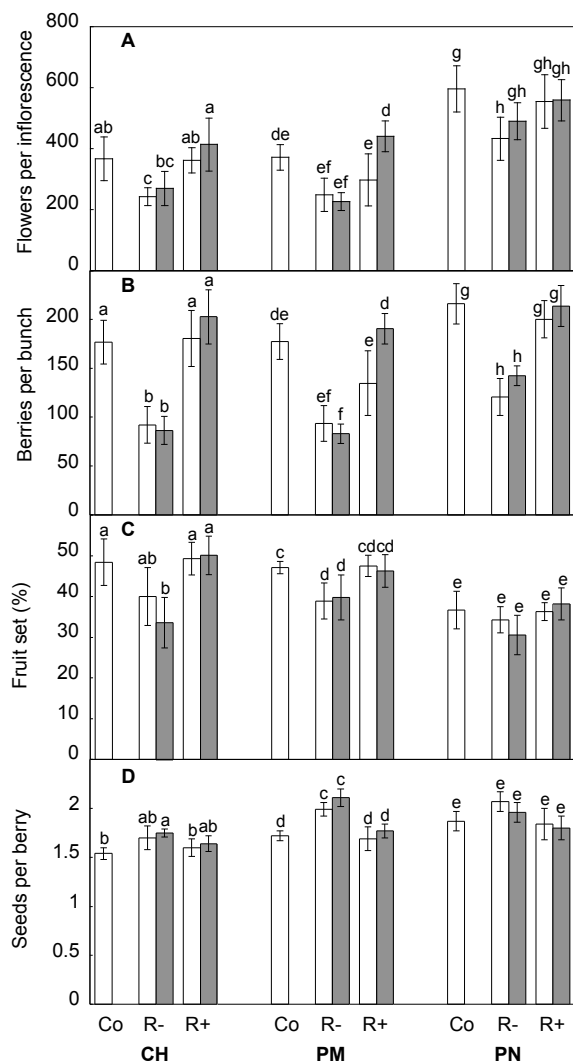 A
Flowers per inflorescence
800
600
400
200
0
ab c bc ab a
de ef ef e d
g h gh gh gh
B
Berries per bunch
200
150
100
50
0
a b b a a
de ef f e d
g h h g g
C
Fruit set (%)
50
40
30
20
10
0
a ab b a a
c d d cd cd
e e e e e
D
Seeds per berry
2
1.5
1
0.5
0
b ab a b ab
d c c d d
e e e e e
Co R- R+ Co R- R+ Co R- R+
CH PM PN